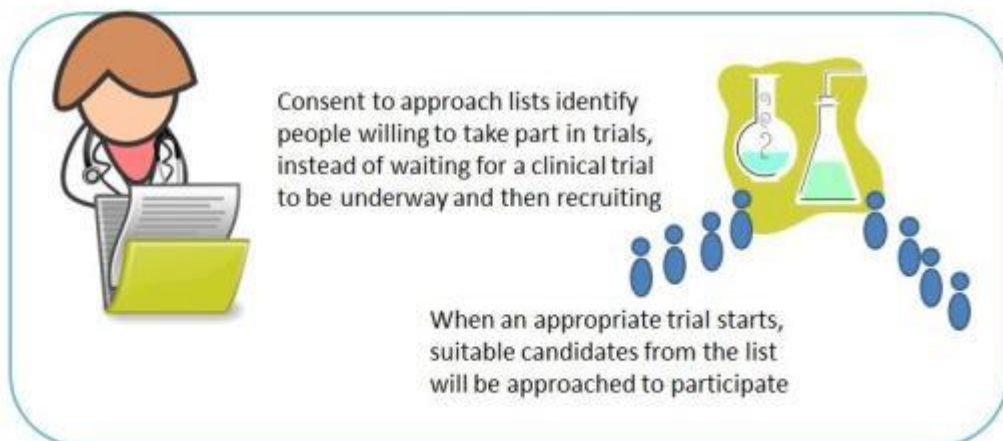 Consent to approach lists identify
people willing to take part in trials,
instead of waiting for a clinical trial
to be underway and then recruiting
When an appropriate trial starts,
suitable candidates from the list
will be approached to participate